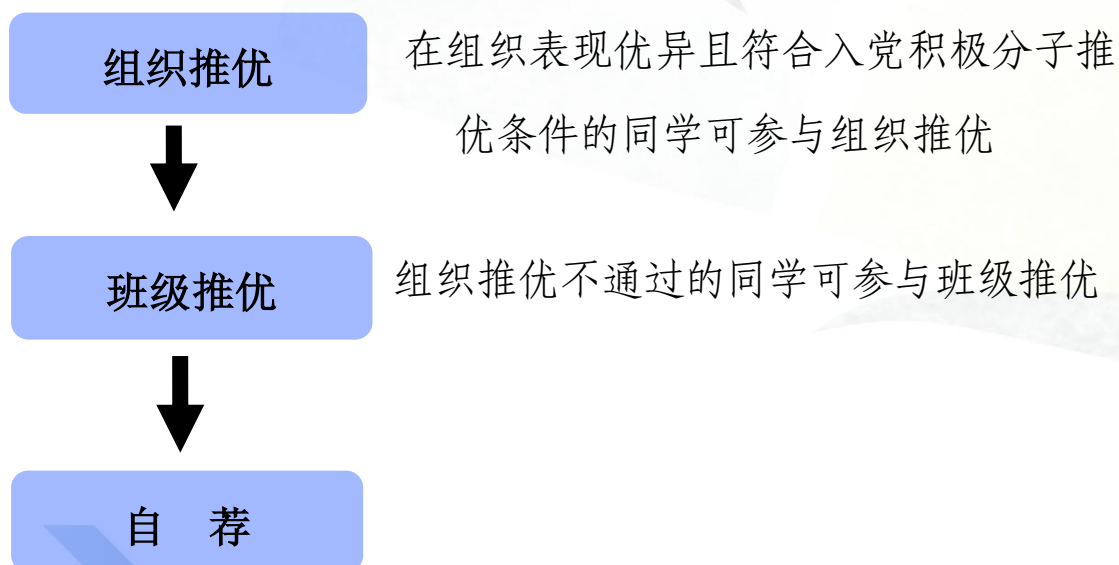 组织推优
在组织表现优异且符合入党积极分子推
优条件的同学可参与组织推优
班级推优
组织推优不通过的同学可参与班级推优
自 荐